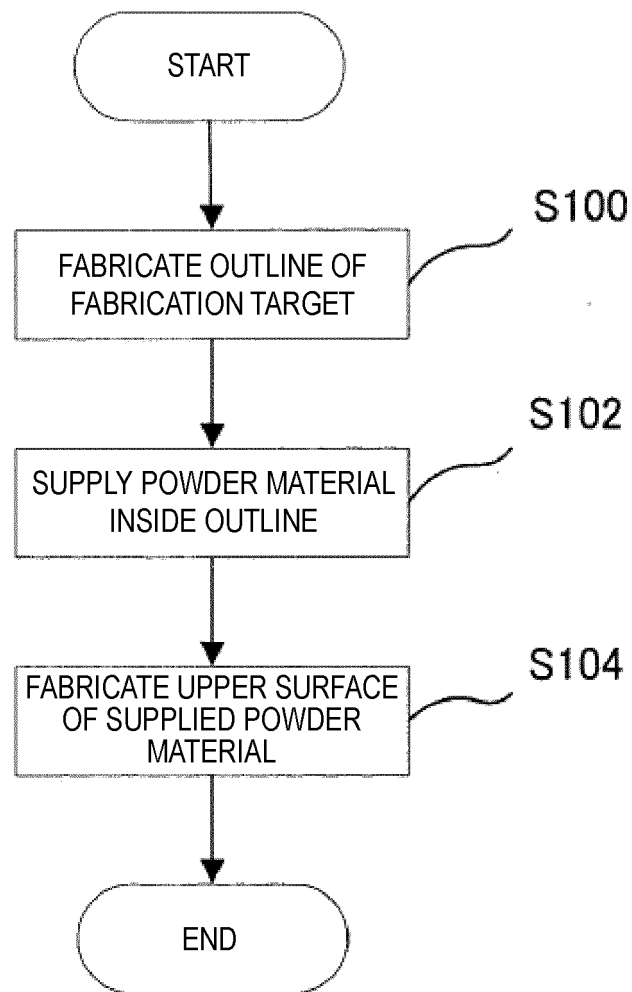 START
S100
FABRICATE OUTLINE OF
FABRICATION TARGET
S102
SUPPLY POWDER MATERIAL
INSIDE OUTLINE
S104
FABRICATE UPPER SURFACE
OF SUPPLIED POWDER
MATERIAL
END